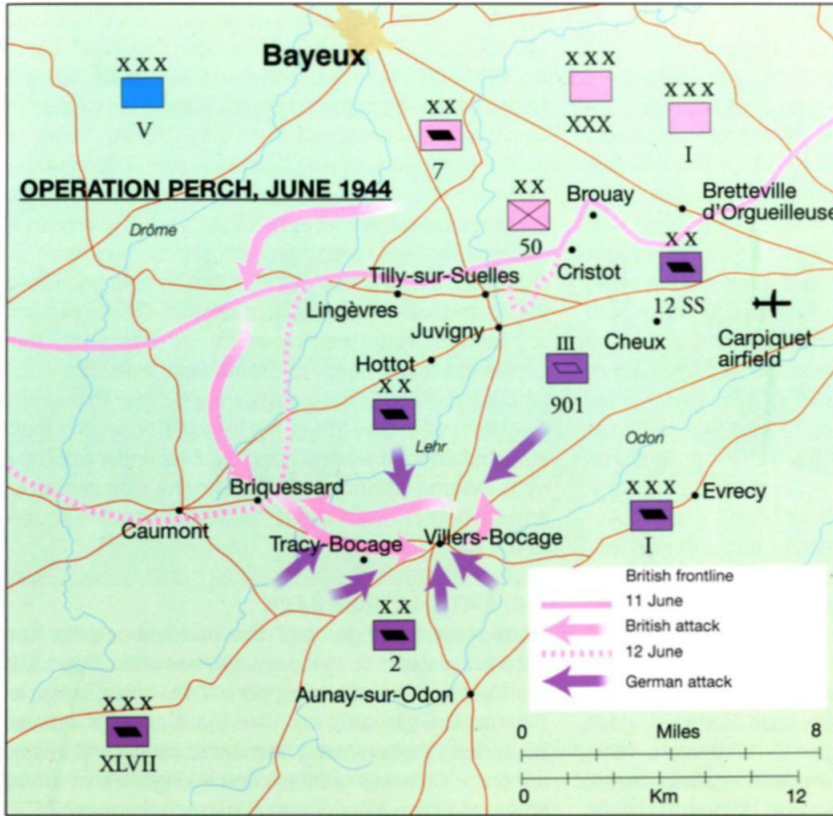 Bayeux
XXX
V
XX
7
XXX
XXX
XXX
I
OPERATION PERCH, JUNE 1944
Drôme
XX
50
Brouay
Bretteville
d'Orgueilleuse
XX
12 SS
Cristot
Tilly-sur-Suelles
Lingèvres
Juvigny
Cheux
Carpiquet
airfield
Hottot
III
901
XX
Lehr
Odon
Briquessard
Caumont
Tracy-Bocage
Villers-Bocage
XXX
I
Evrecy
British frontline
11 June
British attack
12 June
German attack
XX
2
Aunay-sur-Odon
XXX
XLVII
0 Miles 8
0 Km 12